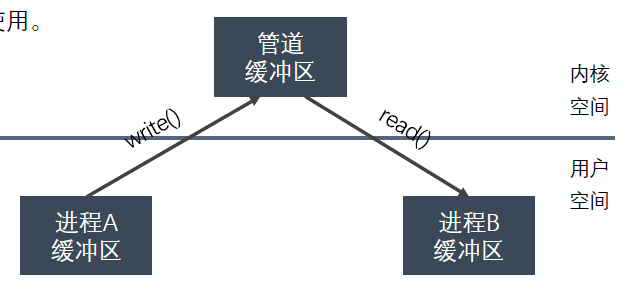 使用。
管道
缓冲区
内核
空间
write()
read()
用户
空间
进程A
缓冲区
进程B
缓冲区